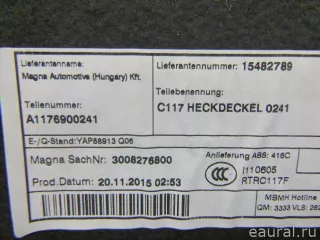 Lieferantenname:
Magna Automotive (Hungary) Kft.
Lieferantennummer: 15482789
Teilenummer:
A1176900241
Teilebenennung:
C117 HECKDECKEL 0241
E-/Q-Stand:YAP88913 Q06
Magna SachNr: 3008276800
Prod.Datum: 20.11.2015 02:53
Anlieferung ABS: 418C
CCC
I110605
RTRC117F
MBMH Hotline
QM: 3333 VLS: 262
eaural.ru